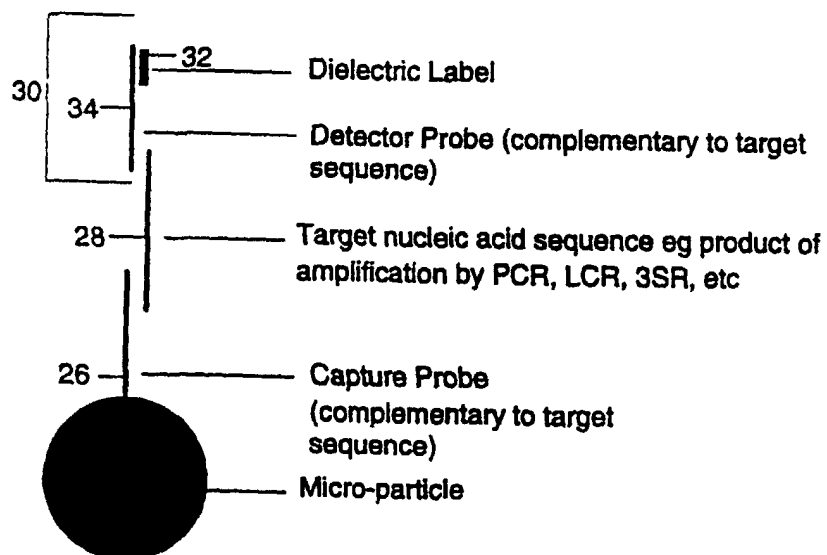 32
Dielectric Label
30
34
Detector Probe (complementary to target
sequence)
28
Target nucleic acid sequence eg product of
amplification by PCR, LCR, 3SR, etc
26
Capture Probe
(complementary to target
sequence)
Micro-particle